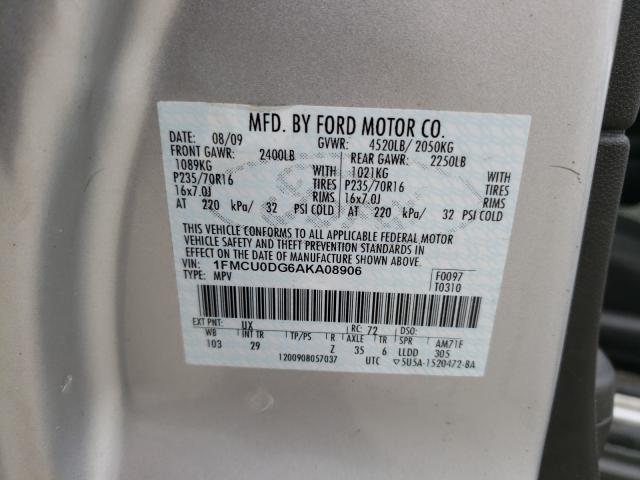 MFD. BY FORD MOTOR CO.
DATE: 08/09 GVWR: 4520LB/ 2050KG
FRONT GAWR: 2400LB REAR GAWR: 2250LB
1089KG WITH 1021KG WITH
P235/70R16 TIRES P235/70R16 TIRES
16x7.0J RIMS 16x7.0J RIMS
AT 220 kPa/ 32 PSI COLD AT 220 kPa/ 32 PSI COLD
THIS VEHICLE CONFORMS TO ALL APPLICABLE FEDERAL MOTOR
VEHICLE SAFETY AND THEFT PREVENTION STANDARDS IN
EFFECT ON THE DATE OF MANUFACTURE SHOWN ABOVE.
VIN: 1FMCU0DG6AKA08906
TYPE: MPV
F0097
T0310
EXT PNT: UX RC: 72 DSO:
WB INT TR TP/PS R AXLE TR SPR AM71F
103 29 Z 35 6 LLDD 305
1200908057037 UTC ▽5U5A-1520472-BA